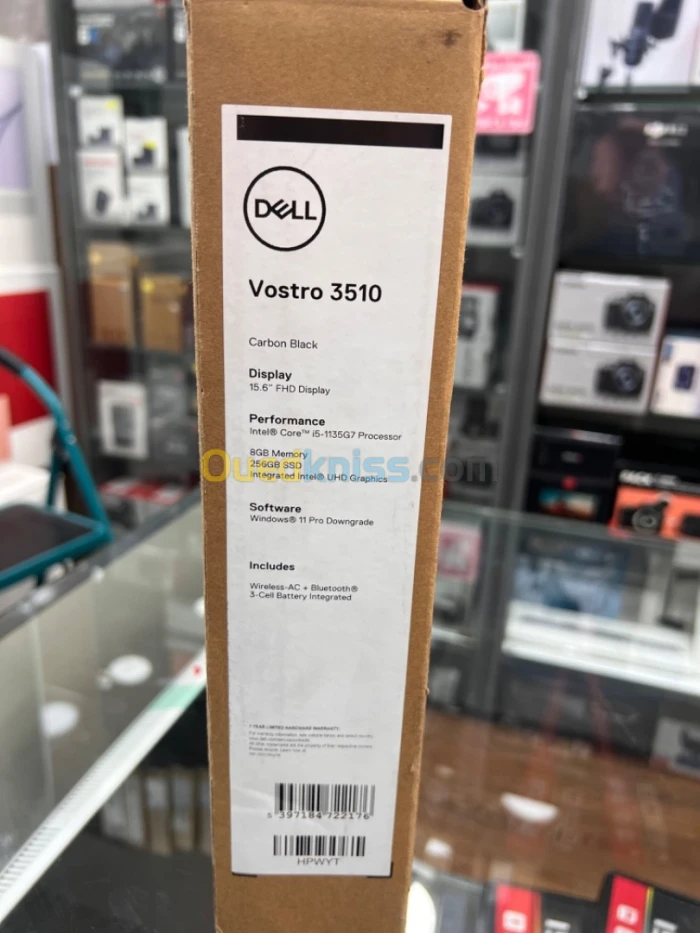 DELL
Vostro 3510
Carbon Black
Display
15.6" FHD Display
Performance
Intel® Core™ i5-1135G7 Processor
8GB Memory
256GB SSD
Integrated Intel® UHD Graphics
Ouedkniss.com
Software
Windows® 11 Pro Downgrade
Includes
Wireless-AC + Bluetooth®
3-Cell Battery Integrated
1 YEAR LIMITED HARDWARE WARRANTY:
5 397184 722176
HPWYT